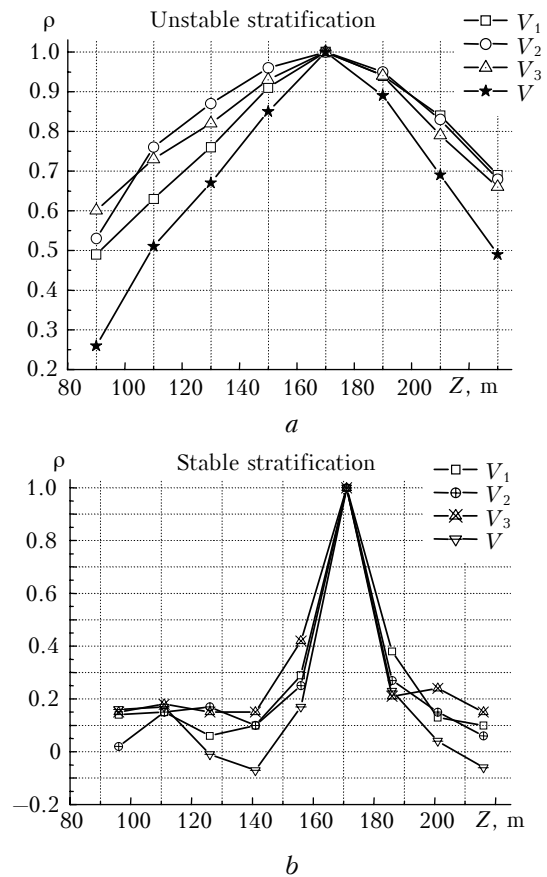 ρ
Unstable stratification
V₁
V₂
V₃
V
1.0
0.9
0.8
0.7
0.6
0.5
0.4
0.3
0.2
80 100 120 140 160 180 200 Z, m
a
ρ
Stable stratification
V₁
V₂
V₃
V
1.0
0.8
0.6
0.4
0.2
0
−0.2
80 100 120 140 160 180 200 Z, m
b